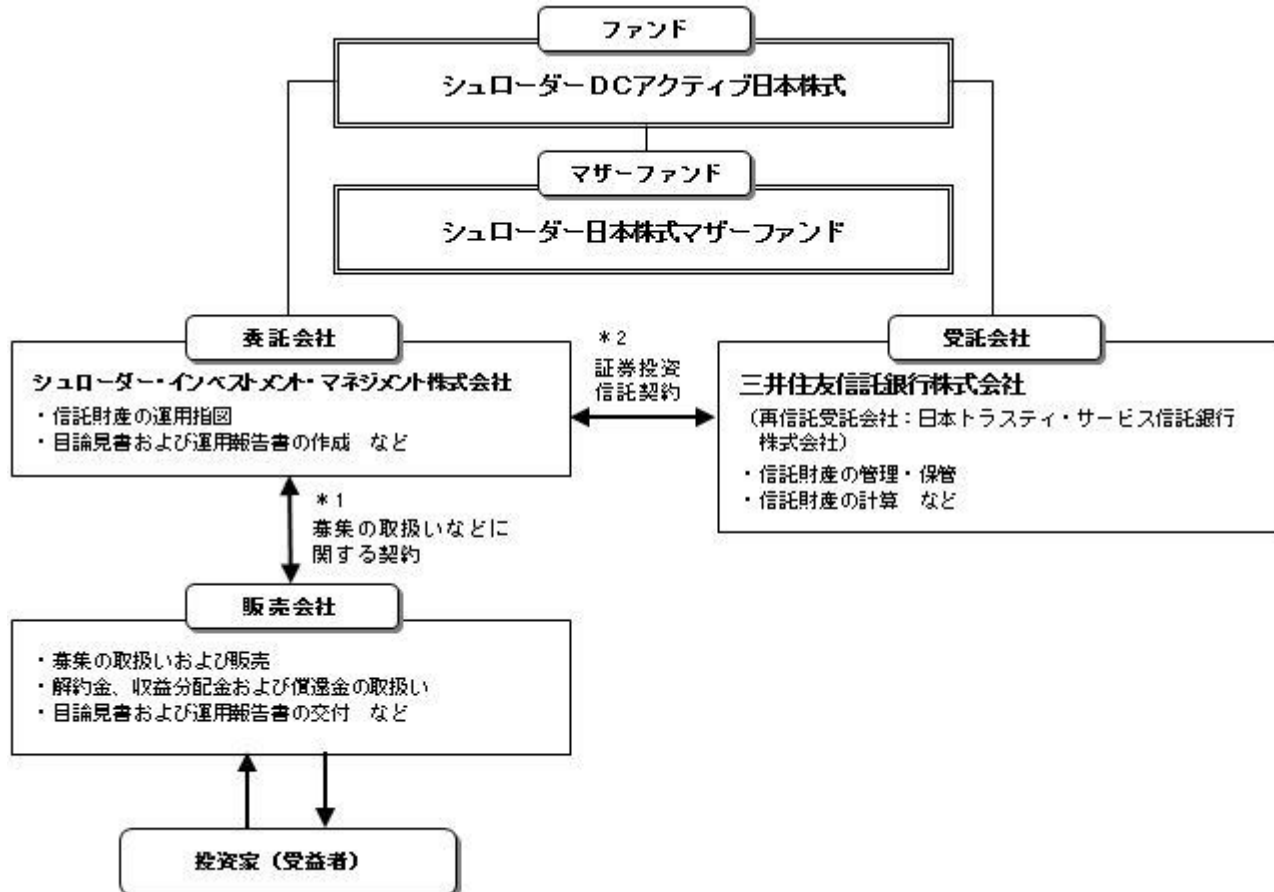 ファンド
シュローダーDCアクティブ日本株式
マザーファンド
シュローダー日本株式マザーファンド
委託会社
シュローダー・インベストメント・マネジメント株式会社
・信託財産の運用指図
・目論見書および運用報告書の作成 など
*2
証券投資
信託契約
受託会社
三井住友信託銀行株式会社
(再信託受託会社:日本トラスティ・サービス信託銀行
株式会社)
・信託財産の管理・保管
・信託財産の計算 など
*1
募集の取扱いなどに
関する契約
販売会社
・募集の取扱いおよび販売
・解約金、収益分配金および償還金の取扱い
・目論見書および運用報告書の交付 など
投資家(受益者)